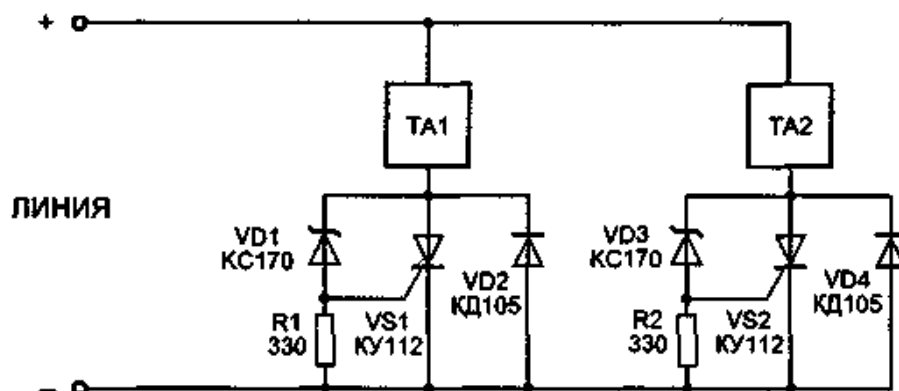 +
TA1
TA2
ЛИНИЯ
VD1
КС170
VD2
КД105
VD3
КС170
VD4
КД105
R1
330
VS1
КУ112
R2
330
VS2
КУ112
−